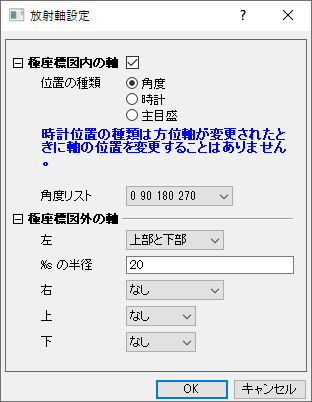 放射軸設定
極座標図内の軸
位置の種類
角度
時計
主目盛
時計位置の種類は方位軸が変更されたと
きに軸の位置を変更することはありません
。
角度リスト 0 90 180 270
極座標図外の軸
左 上部と下部
%s の半径 20
右 なし
上 なし
下 なし
OK キャンセル